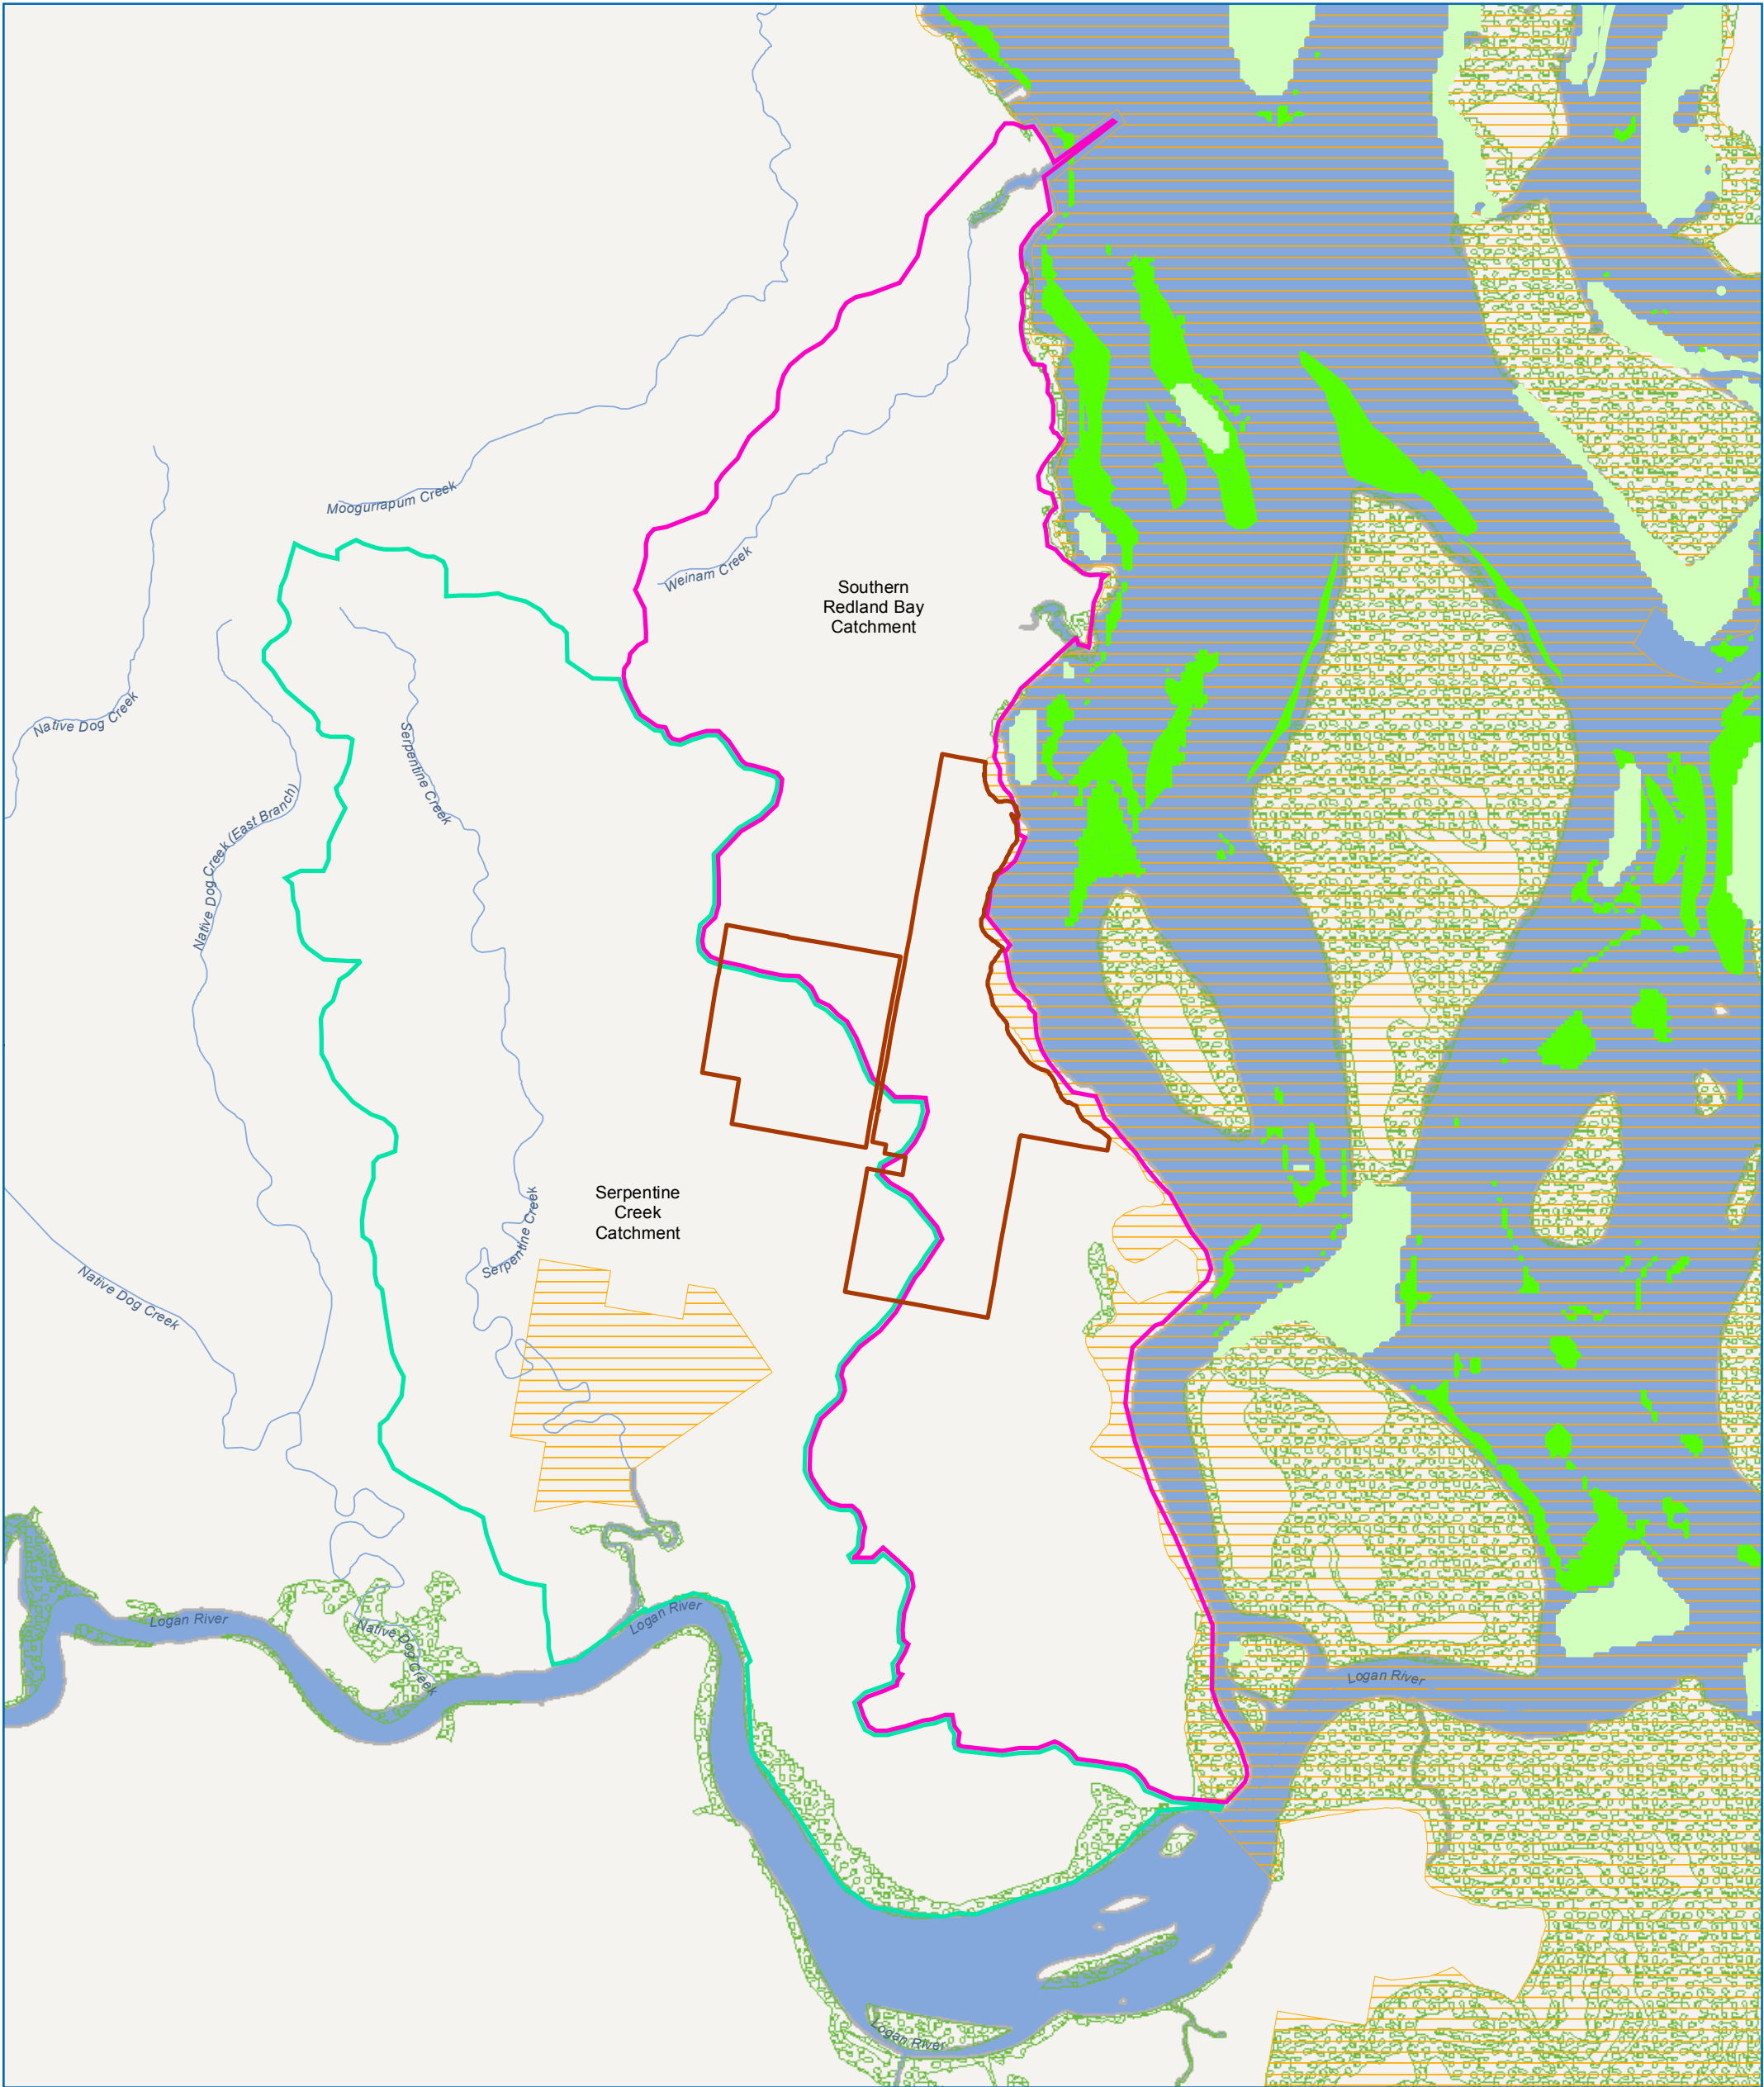 Moogurrapum Creek
Weinam Creek
Southern
Redland Bay
Catchment
Native Dog Creek
Serpentine Creek
Native Dog Creek (East Branch)
Serpentine
Creek
Catchment
Serpentine Creek
Native Dog Creek
Logan River
Logan River
Native Dog Creek
Logan River
Logan River